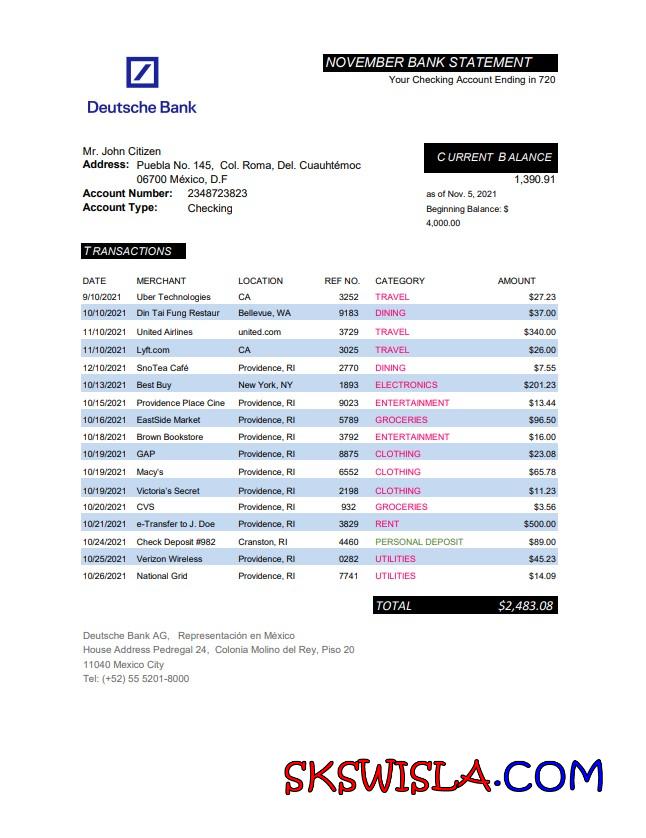 NOVEMBER BANK STATEMENT
Your Checking Account Ending in 720
Deutsche Bank
Mr. John Citizen
Address: Puebla No. 145, Col. Roma, Del. Cuauhtémoc
06700 México, D.F
Account Number: 2348723823
Account Type: Checking
CURRENT BALANCE
1,390.91
as of Nov. 5, 2021
Beginning Balance: $
4,000.00
TRANSACTIONS
DATE MERCHANT LOCATION REF NO. CATEGORY AMOUNT
9/10/2021 Uber Technologies CA 3252 TRAVEL $27.23
10/10/2021 Din Tai Fung Restaur Bellevue, WA 9183 DINING $37.00
11/10/2021 United Airlines united.com 3729 TRAVEL $340.00
11/10/2021 Lyft.com CA 3025 TRAVEL $26.00
12/10/2021 SnoTea Café Providence, RI 2770 DINING $7.55
10/13/2021 Best Buy New York, NY 1893 ELECTRONICS $201.23
10/15/2021 Providence Place Cine Providence, RI 9023 ENTERTAINMENT $13.44
10/16/2021 EastSide Market Providence, RI 5789 GROCERIES $96.50
10/18/2021 Brown Bookstore Providence, RI 3792 ENTERTAINMENT $16.00
10/19/2021 GAP Providence, RI 8875 CLOTHING $23.08
10/19/2021 Macy's Providence, RI 6552 CLOTHING $65.78
10/19/2021 Victoria's Secret Providence, RI 2198 CLOTHING $11.23
10/20/2021 CVS Providence, RI 932 GROCERIES $3.56
10/21/2021 e-Transfer to J. Doe Providence, RI 3829 RENT $500.00
10/24/2021 Check Deposit #982 Cranston, RI 4460 PERSONAL DEPOSIT $89.00
10/25/2021 Verizon Wireless Providence, RI 0282 UTILITIES $45.23
10/26/2021 National Grid Providence, RI 7741 UTILITIES $14.09
TOTAL $2,483.08
Deutsche Bank AG, Representación en México
House Address Pedregal 24, Colonia Molino del Rey, Piso 20
11040 Mexico City
Tel: (+52) 55 5201-8000
SKSWISLA.COM